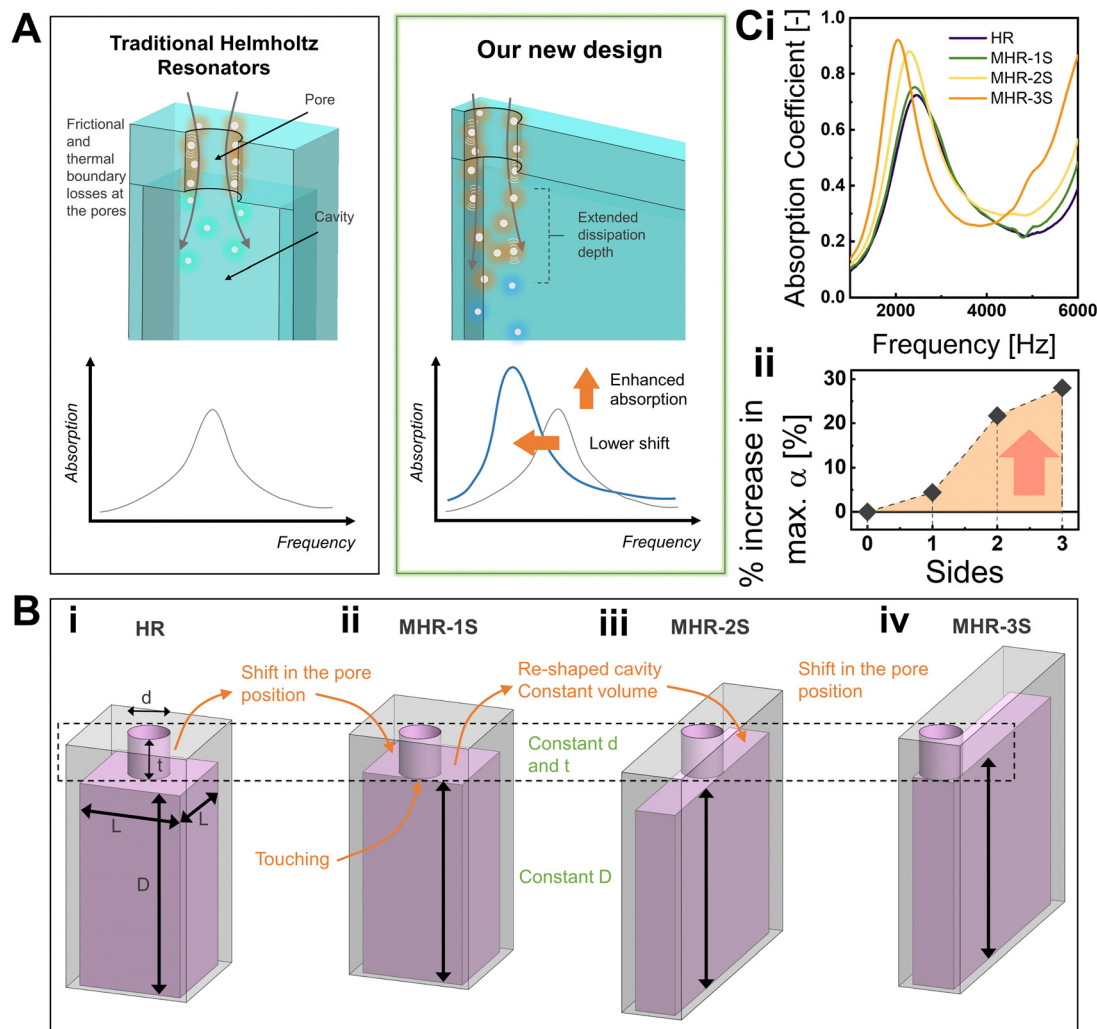 A
Traditional Helmholtz
Resonators
Frictional
and
thermal
boundary
losses at
the pores
Pore
Cavity
Absorption
Frequency
Our new design
Extended
dissipation
depth
Enhanced
absorption
Lower shift
Absorption
Frequency
Ci
Absorption Coefficient [-]
1.0
0.8
0.6
0.4
0.2
0.0
HR
MHR-1S
MHR-2S
MHR-3S
2000 4000 6000
Frequency [Hz]
ii
% increase in
max. α [%]
30
20
10
0
0 1 2 3
Sides
B
i
HR
d
t
L
L
D
Shift in the pore
position
Touching
ii
MHR-1S
Re-shaped cavity
Constant volume
Constant d
and t
Constant D
iii
MHR-2S
Shift in the pore
position
iv
MHR-3S